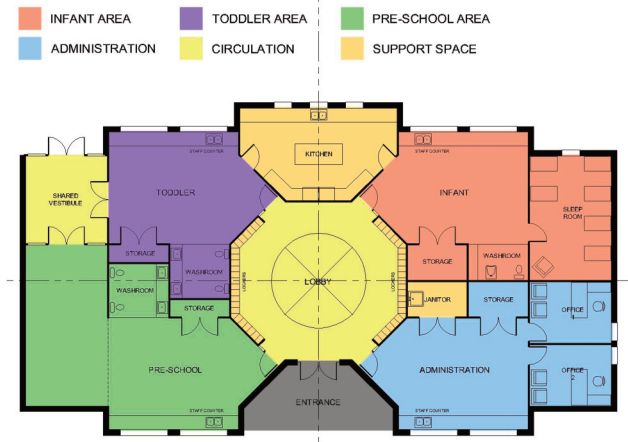 INFANT AREA
TODDLER AREA
PRE-SCHOOL AREA
ADMINISTRATION
CIRCULATION
SUPPORT SPACE
STAFF COUNTER
KITCHEN
STAFF COUNTER
SHARED
VESTIBULE
TODDLER
INFANT
SLEEP
ROOM
STORAGE
WASHROOM
STORAGE
WASHROOM
LOCKERS
LOBBY
LOCKERS
WASHROOM
STORAGE
JANITOR
STORAGE
OFFICE
1
PRE-SCHOOL
ADMINISTRATION
OFFICE
2
ENTRANCE
STAFF COUNTER
STAFF COUNTER